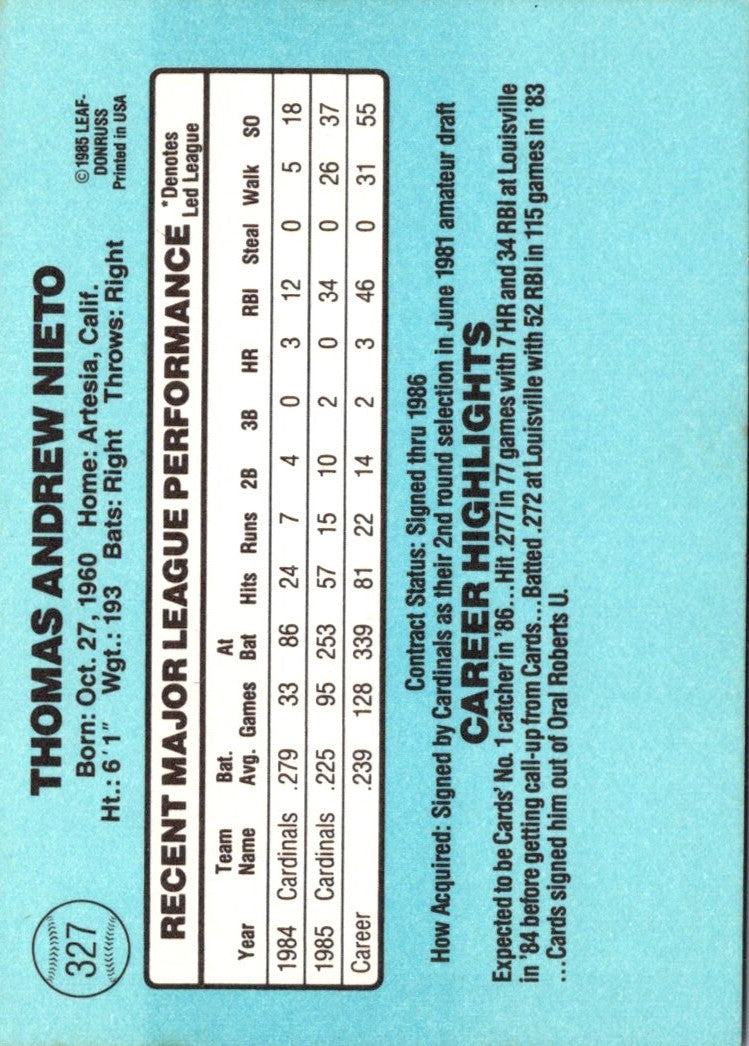 327
THOMAS ANDREW NIETO
Born: Oct. 27, 1960 Home: Artesia, Calif.
Ht.: 6'1" Wgt.: 193 Bats: Right Throws: Right
©1985 LEAF-
DONRUSS
Printed in USA
RECENT MAJOR LEAGUE PERFORMANCE
*Denotes
Led League
Year Team Name Bat. Avg. Games At Bat Hits Runs 2B 3B HR RBI Steal Walk SO
1984 Cardinals .279 33 86 24 7 4 0 3 12 0 5 18
1985 Cardinals .225 95 253 57 15 10 2 0 34 0 26 37
Career .239 128 339 81 22 14 2 3 46 0 31 55
Contract Status: Signed thru 1986
How Acquired: Signed by Cardinals as their 2nd round selection in June 1981 amateur draft
CAREER HIGHLIGHTS
Expected to be Cards' No. 1 catcher in '86...Hit .277 in 77 games with 7 HR and 34 RBI at Louisville
in '84 before getting call-up from Cards...Batted .272 at Louisville with 52 RBI in 115 games in '83
...Cards signed him out of Oral Roberts U.